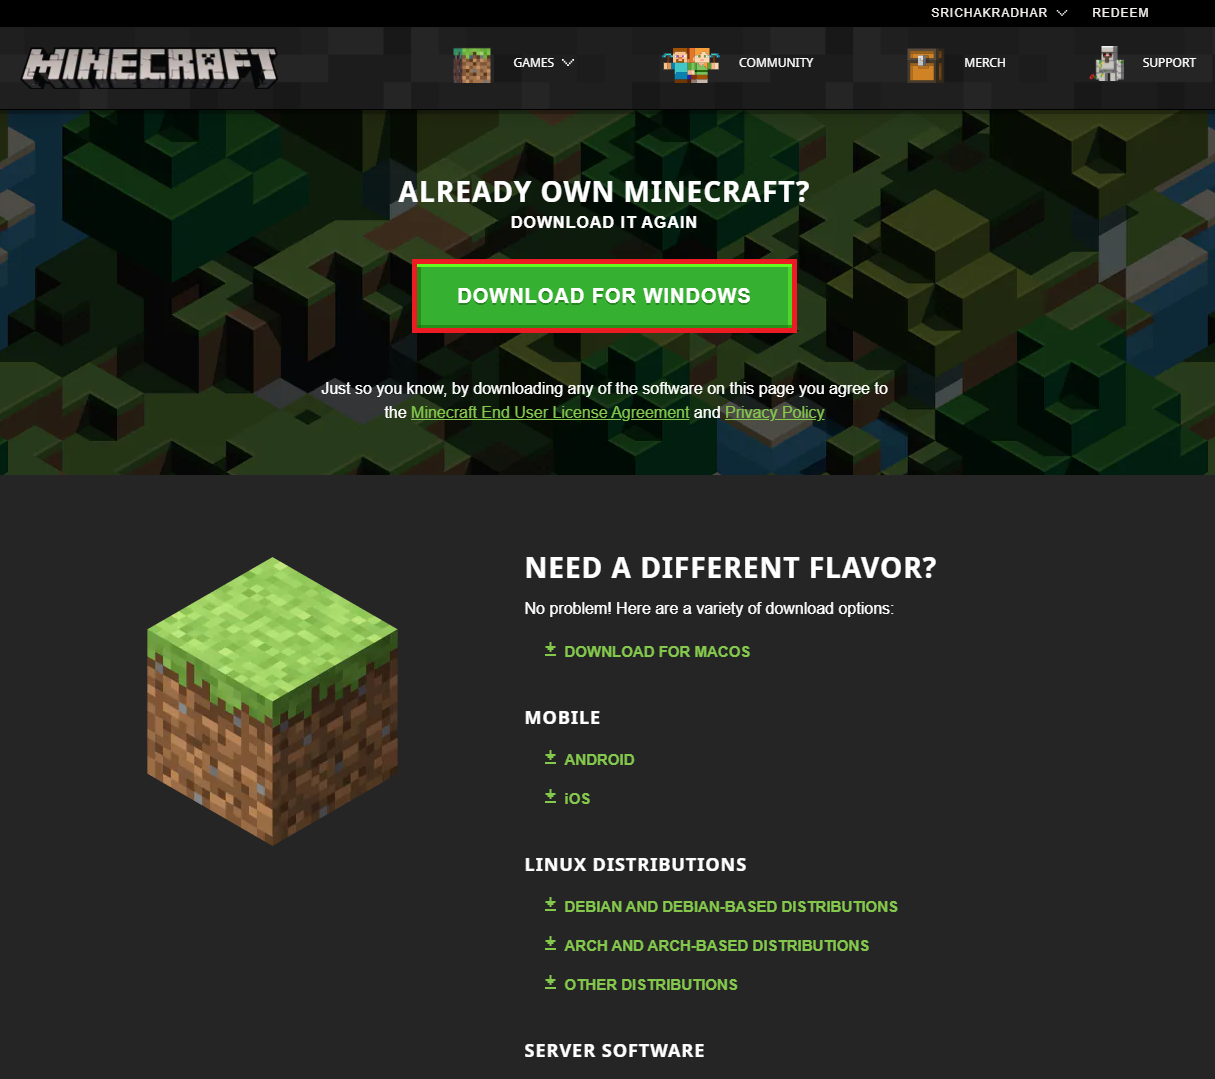 SRICHAKRADHAR REDEEM
MINECRAFT
GAMES
COMMUNITY
MERCH
SUPPORT
ALREADY OWN MINECRAFT?
DOWNLOAD IT AGAIN
DOWNLOAD FOR WINDOWS
Just so you know, by downloading any of the software on this page you agree to
the Minecraft End User License Agreement and Privacy Policy
NEED A DIFFERENT FLAVOR?
No problem! Here are a variety of download options:
DOWNLOAD FOR MACOS
MOBILE
ANDROID
iOS
LINUX DISTRIBUTIONS
DEBIAN AND DEBIAN-BASED DISTRIBUTIONS
ARCH AND ARCH-BASED DISTRIBUTIONS
OTHER DISTRIBUTIONS
SERVER SOFTWARE